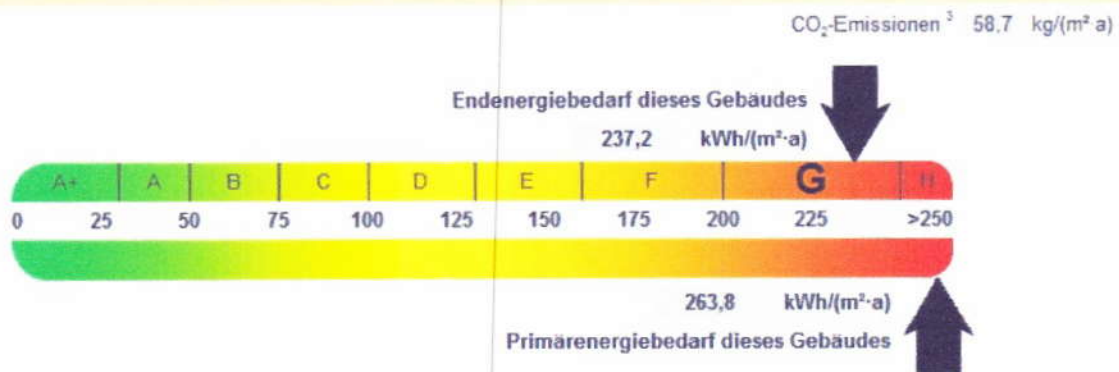 CO₂-Emissionen ³ 58,7 kg/(m²·a)
Endenergiebedarf dieses Gebäudes
237,2 kWh/(m²·a)
A+ A B C D E F G H
0 25 50 75 100 125 150 175 200 225 >250
263,8 kWh/(m²·a)
Primärenergiebedarf dieses Gebäudes